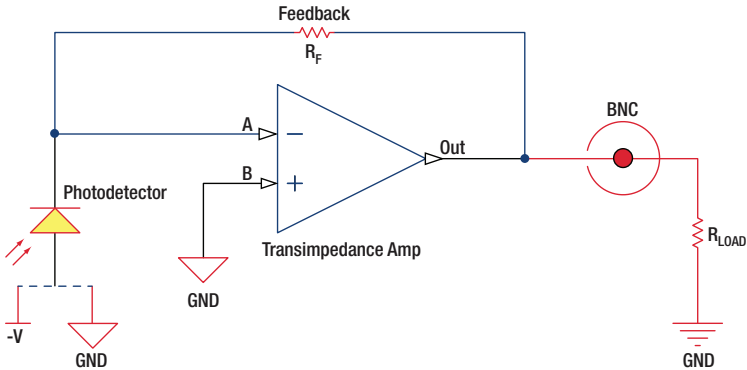 Feedback
R_F
BNC
A
−
Out
B
+
Photodetector
R_LOAD
Transimpedance Amp
GND
-V
GND
GND